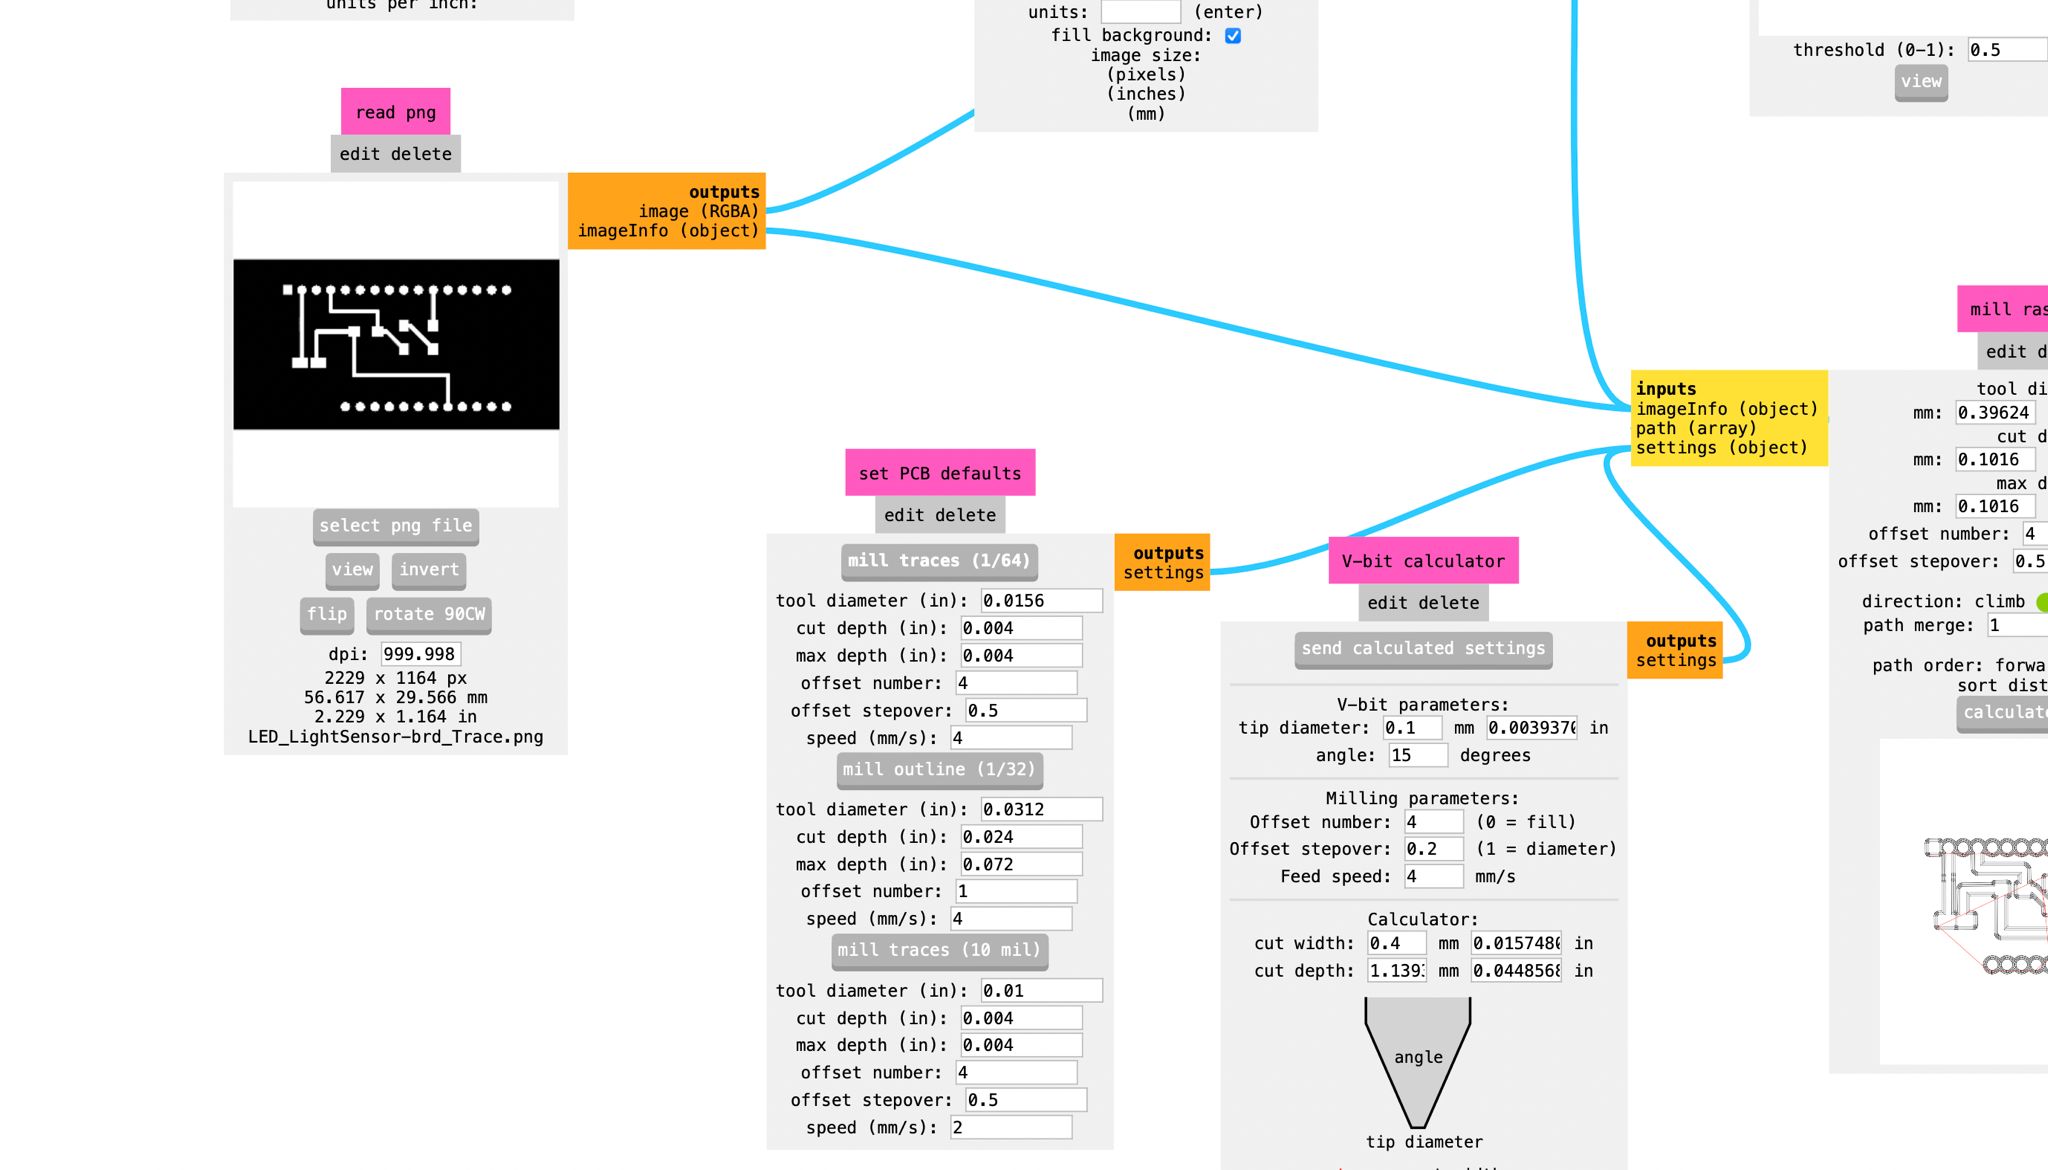 units per inch:
units: (enter)
fill background:
image size:
(pixels)
(inches)
(mm)
threshold (0-1): 0.5
view
read png
edit delete
outputs
image (RGBA)
imageInfo (object)
select png file
view invert
flip rotate 90CW
dpi: 999.998
2229 x 1164 px
56.617 x 29.566 mm
2.229 x 1.164 in
LED_LightSensor-brd_Trace.png
set PCB defaults
edit delete
outputs
settings
mill traces (1/64)
tool diameter (in): 0.0156
cut depth (in): 0.004
max depth (in): 0.004
offset number: 4
offset stepover: 0.5
speed (mm/s): 4
mill outline (1/32)
tool diameter (in): 0.0312
cut depth (in): 0.024
max depth (in): 0.072
offset number: 1
speed (mm/s): 4
mill traces (10 mil)
tool diameter (in): 0.01
cut depth (in): 0.004
max depth (in): 0.004
offset number: 4
offset stepover: 0.5
speed (mm/s): 2
V-bit calculator
edit delete
outputs
settings
send calculated settings
V-bit parameters:
tip diameter: 0.1 mm 0.003937 in
angle: 15 degrees
Milling parameters:
Offset number: 4 (0 = fill)
Offset stepover: 0.2 (1 = diameter)
Feed speed: 4 mm/s
Calculator:
cut width: 0.4 mm 0.015748 in
cut depth: 1.139 mm 0.044856 in
angle
tip diameter
inputs
imageInfo (object)
path (array)
settings (object)
mill ras
edit d
tool di
mm: 0.39624
cut d
mm: 0.1016
max d
mm: 0.1016
offset number: 4
offset stepover: 0.5
direction: climb
path merge: 1
path order: forwa
sort dist
calculat